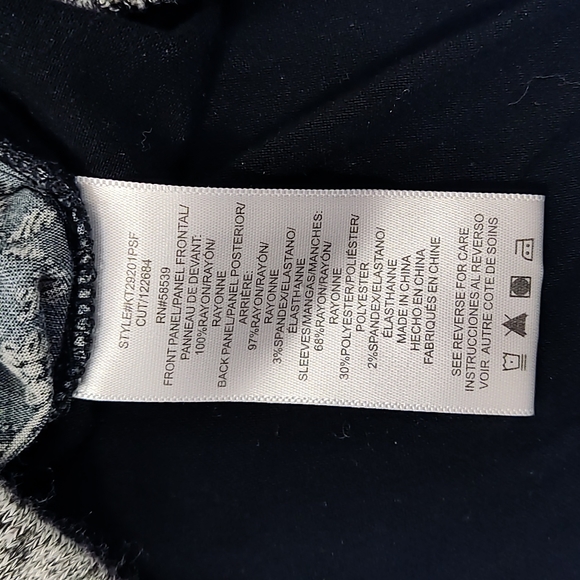 STYLE#KT29201PSF
CUT/122684
RN#58539
FRONT PANEL/PANEL FRONTAL/
PANNEAU DE DEVANT:
100%RAYON/RAYÓN/
RAYONNE
BACK PANEL/PANEL POSTERIOR/
ARRIÈRE:
97%RAYON/RAYÓN/
RAYONNE
3%SPANDEX/ELASTANO/
ÉLASTHANNE
SLEEVES/MANGAS/MANCHES:
68%RAYON/RAYÓN/
RAYONNE
30%POLYESTER/POLIÉSTER/
POLYESTER
2%SPANDEX/ELASTANO/
ÉLASTHANNE
MADE IN CHINA
HECHO EN CHINA
FABRIQUÉS EN CHINE
SEE REVERSE FOR CARE
INSTRUCCIONES AL REVERSO
VOIR AUTRE COTE DE SOINS